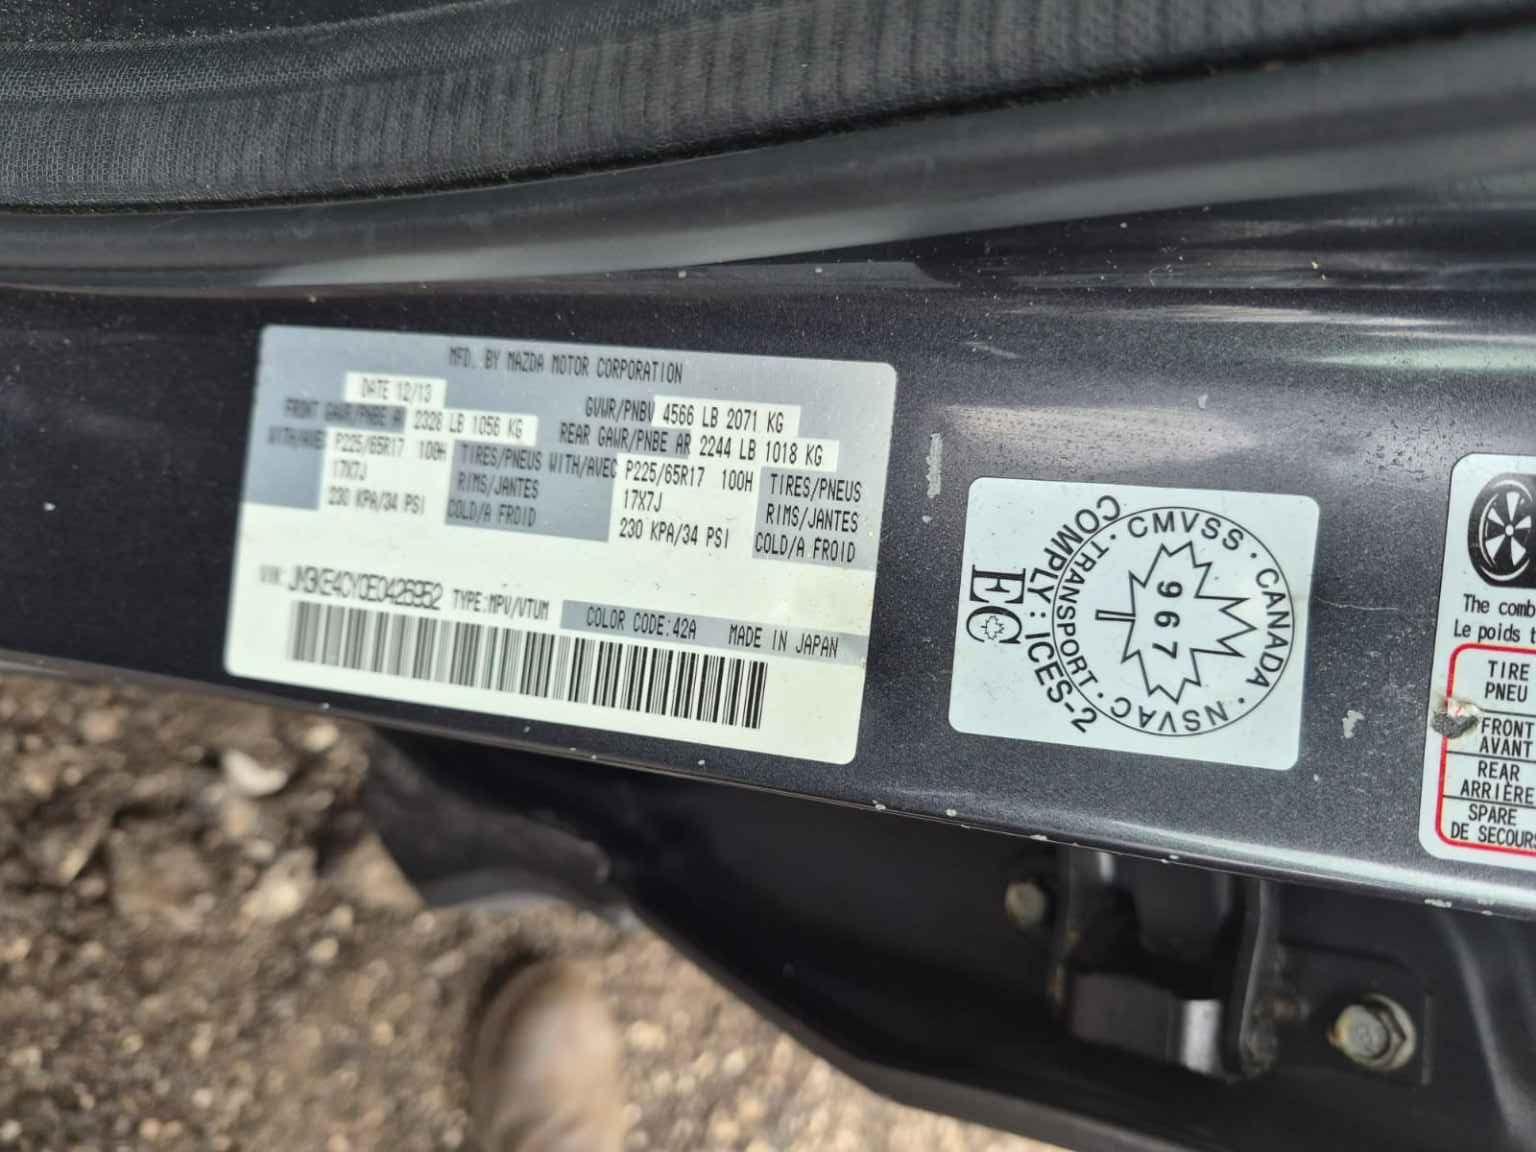 MFD. BY MAZDA MOTOR CORPORATION
DATE 12/13
GVWR/PNBV 4566 LB 2071 KG
FRONT GAWR/PNBE AR 2328 LB 1056 KG
REAR GAWR/PNBE AR 2244 LB 1018 KG
WITH/AVEC P225/65R17 100H TIRES/PNEUS WITH/AVEC P225/65R17 100H TIRES/PNEUS
17X7J RIMS/JANTES 17X7J RIMS/JANTES
230 KPA/34 PSI COLD/A FROID 230 KPA/34 PSI COLD/A FROID
VIN: JM3KE4CY0E0426952 TYPE:MPV/VTUM
COLOR CODE:42A MADE IN JAPAN
COMPLY: ICES-2
EC
CMVSS · CANADA · NSVAC · TRANSPORT ·
967
The comb
Le poids t
TIRE
PNEU
FRONT
AVANT
REAR
ARRIÈRE
SPARE
DE SECOURS